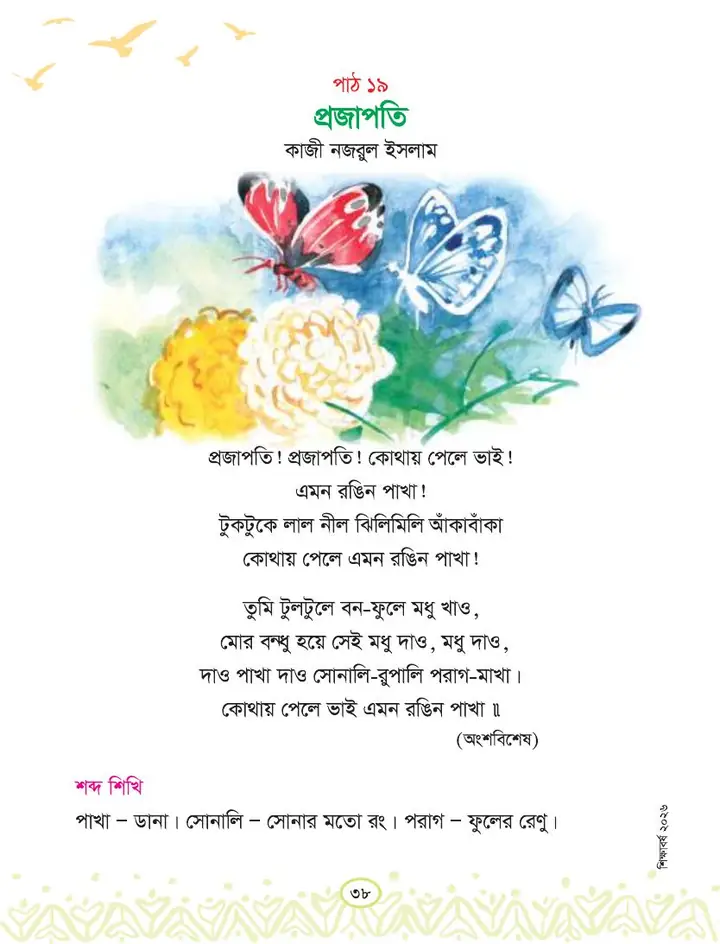 পাঠ ১৯
প্রজাপতি
কাজী নজরুল ইসলাম
প্রজাপতি! প্রজাপতি! কোথায় পেলে ভাই!
এমন রঙিন পাখা!
টুকটুকে লাল নীল ঝিলিমিলি আঁকাবাঁকা
কোথায় পেলে এমন রঙিন পাখা!
তুমি টুলটুলে বন-ফুলে মধু খাও,
মোর বন্ধু হয়ে সেই মধু দাও, মধু দাও,
দাও পাখা দাও সোনালি-রুপালি পরাগ-মাখা।
কোথায় পেলে ভাই এমন রঙিন পাখা॥
(অংশবিশেষ)
শব্দ শিখি
পাখা – ডানা। সোনালি – সোনার মতো রং। পরাগ – ফুলের রেণু।
শিক্ষাবর্ষ ২০২৬
৩৮